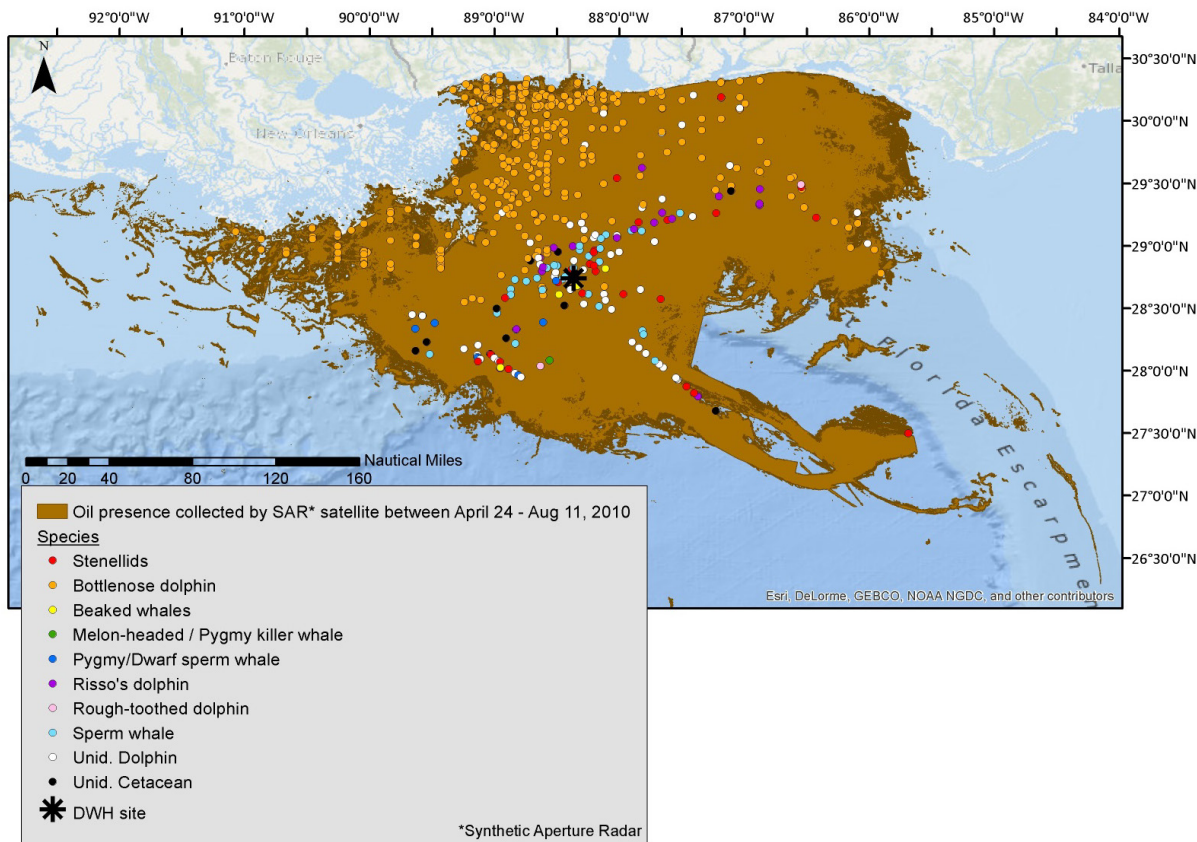 92°0'0"W 91°0'0"W 90°0'0"W 89°0'0"W 88°0'0"W 87°0'0"W 86°0'0"W 85°0'0"W 84°0'0"W
N
30°30'0"N
Baton Rouge
Talla
30°0'0"N
New Orleans
29°30'0"N
29°0'0"N
28°30'0"N
Florida Escarpmen
28°0'0"N
27°30'0"N
Nautical Miles
0 10 20 40 80 120 160
27°0'0"N
26°30'0"N
Oil presence collected by SAR* satellite between April 24 - Aug 11, 2010
Species
Stenellids
Bottlenose dolphin
Beaked whales
Melon-headed / Pygmy killer whale
Pygmy/Dwarf sperm whale
Risso's dolphin
Rough-toothed dolphin
Sperm whale
Unid. Dolphin
Unid. Cetacean
DWH site
*Synthetic Aperture Radar
Esri, DeLorme, GEBCO, NOAA NGDC, and other contributors